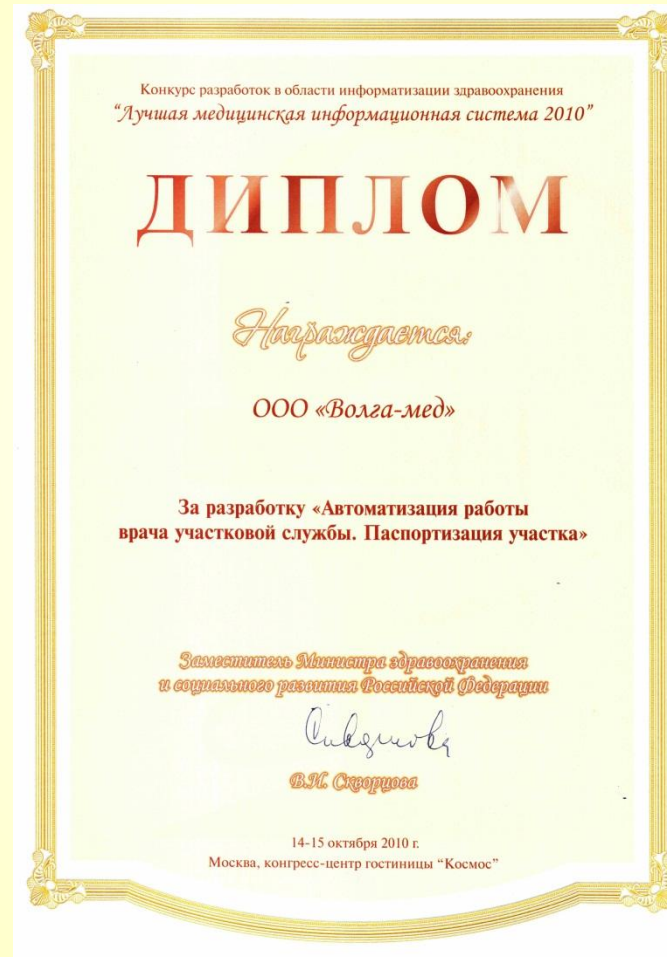 Конкурс разработок в области информатизации здравоохранения
“Лучшая медицинская информационная система 2010”
ДИПЛОМ
Награждается:
ООО «Волга-мед»
За разработку «Автоматизация работы
врача участковой службы. Паспортизация участка»
Заместитель Министра здравоохранения
и социального развития Российской Федерации
В.И. Скворцова
14-15 октября 2010 г.
Москва, конгресс-центр гостиницы “Космос”